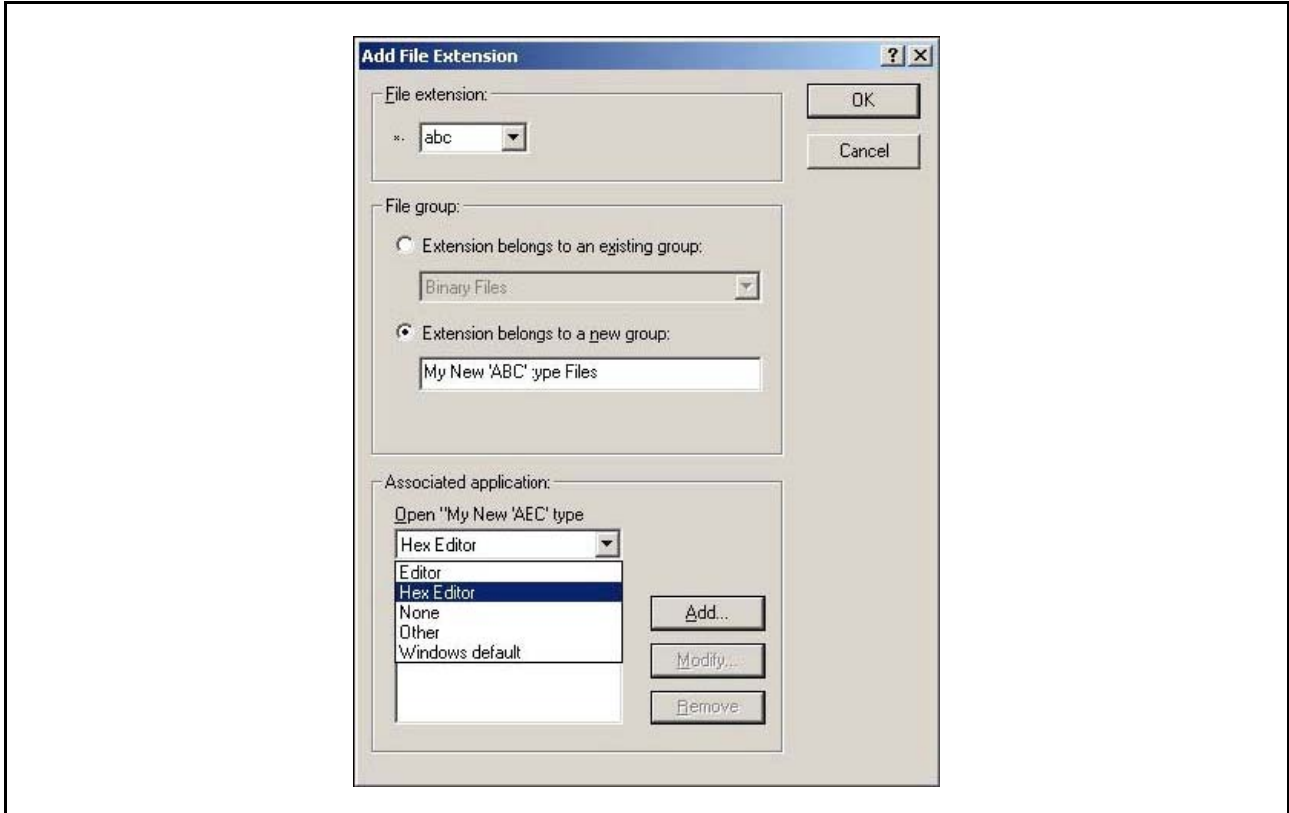 Add File Extension
File extension:
OK
*. abc
Cancel
File group:
Extension belongs to an existing group:
Binary Files
Extension belongs to a new group:
My New 'ABC' :ype Files
Associated application:
Open "My New 'AEC' type
Hex Editor
Editor
Hex Editor
None
Other
Windows default
Add...
Modify...
Remove